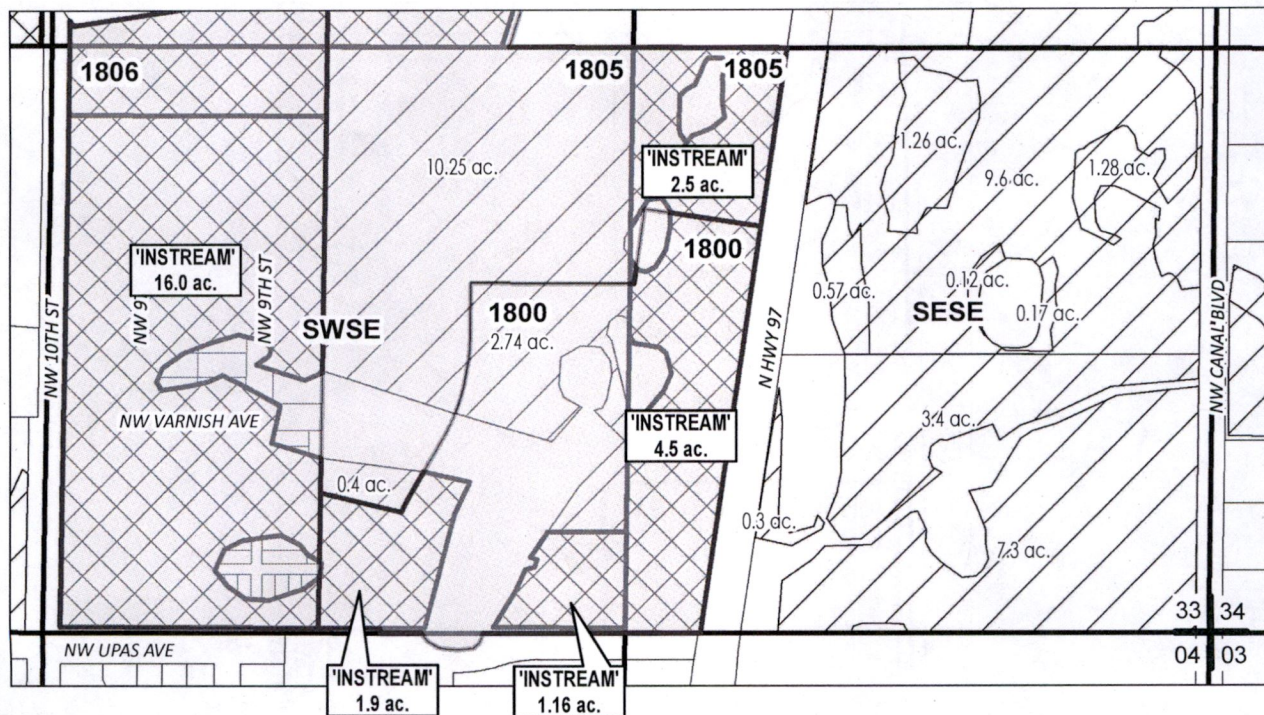 1806
1805
1805
10.25 ac.
'INSTREAM'
2.5 ac.
1.26 ac.
9.6 ac.
1.28 ac.
'INSTREAM'
16.0 ac.
1800
NW 10TH ST
NW 9
NW 9TH ST
SWSE
1800
2.74 ac.
0.57 ac.
0.12 ac.
0.17 ac.
SESE
N HWY 97
NW CANAL BLVD
NW VARNISH AVE
'INSTREAM'
4.5 ac.
3.4 ac.
0.4 ac.
0.3 ac.
7.3 ac.
33 34
04 03
NW UPAS AVE
'INSTREAM'
1.9 ac.
'INSTREAM'
1.16 ac.